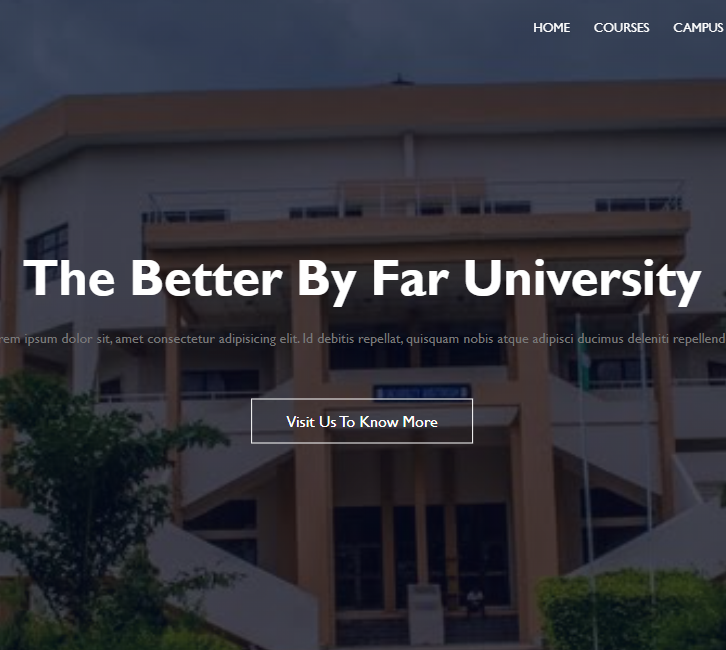 HOME COURSES CAMPUS
The Better By Far University
rem ipsum dolor sit, amet consectetur adipisicing elit. Id debitis repellat, quisquam nobis atque adipisci ducimus deleniti repellend
Visit Us To Know More